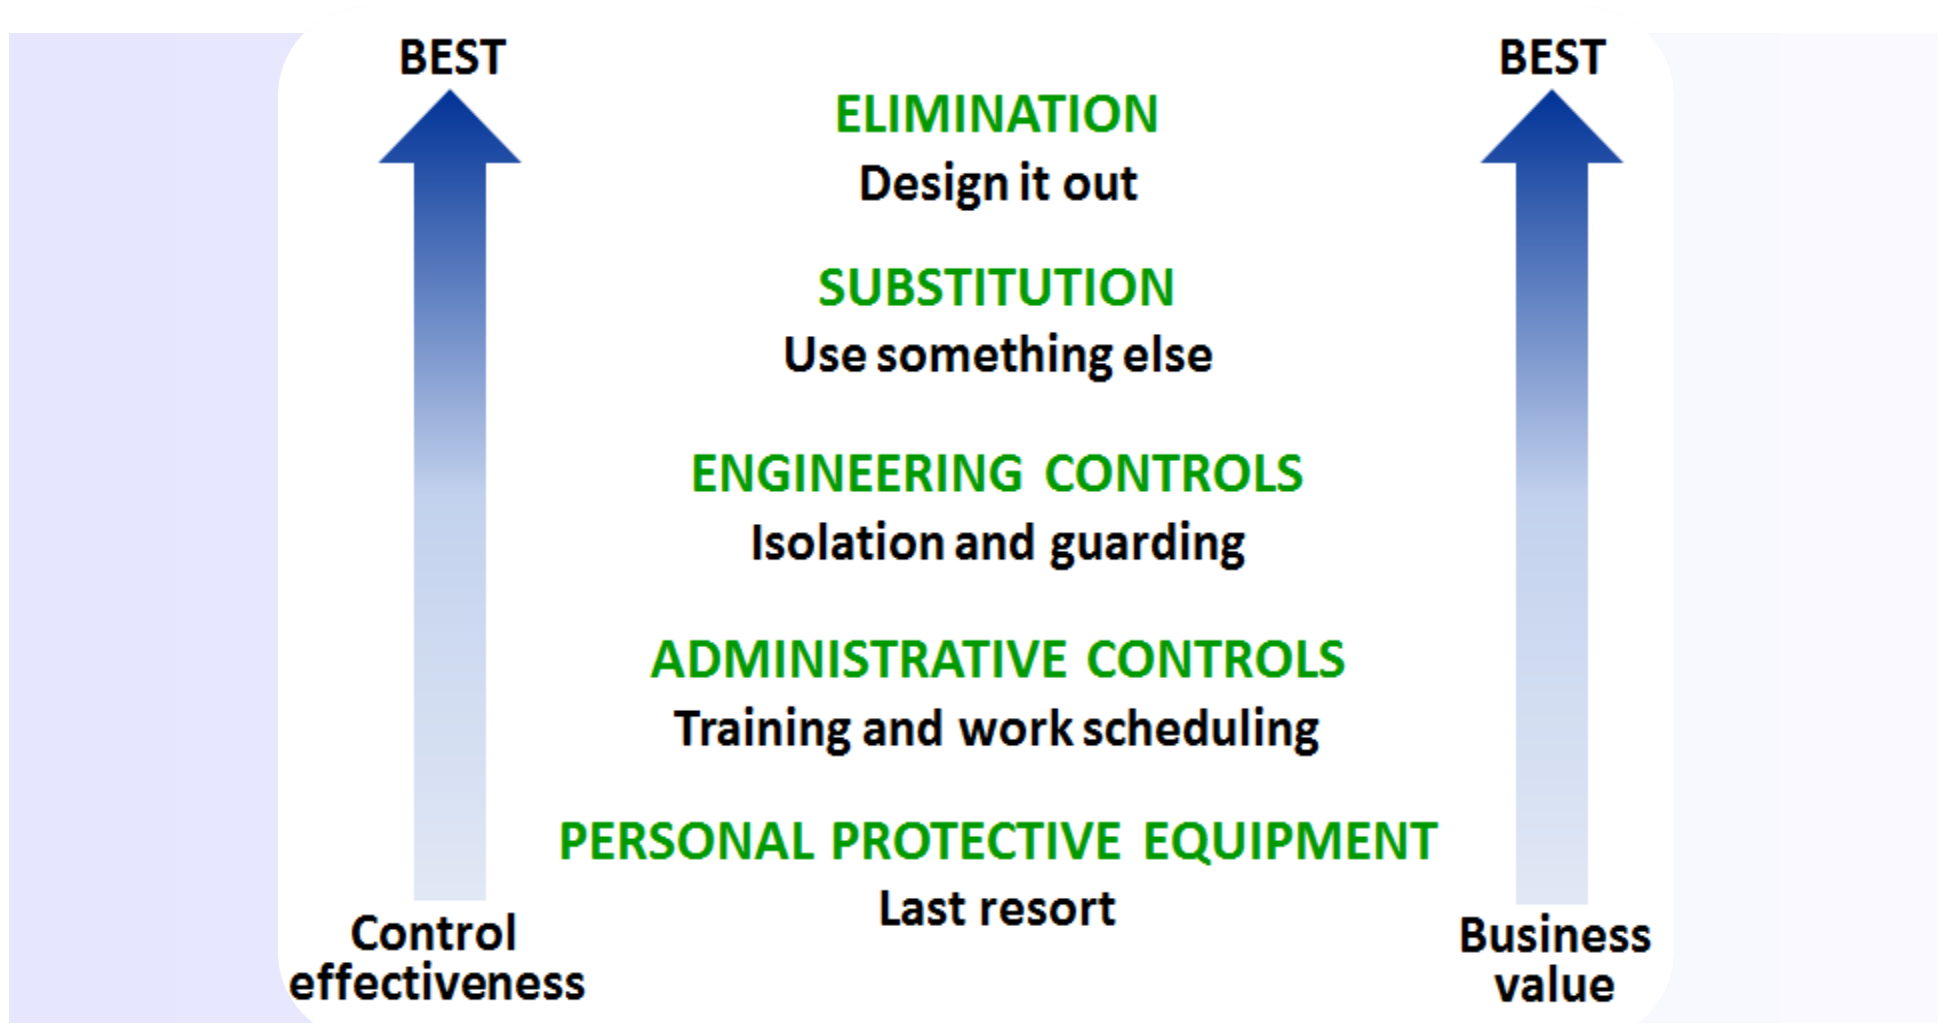 BEST
BEST
ELIMINATION
Design it out
SUBSTITUTION
Use something else
ENGINEERING CONTROLS
Isolation and guarding
ADMINISTRATIVE CONTROLS
Training and work scheduling
PERSONAL PROTECTIVE EQUIPMENT
Last resort
Control
effectiveness
Business
value